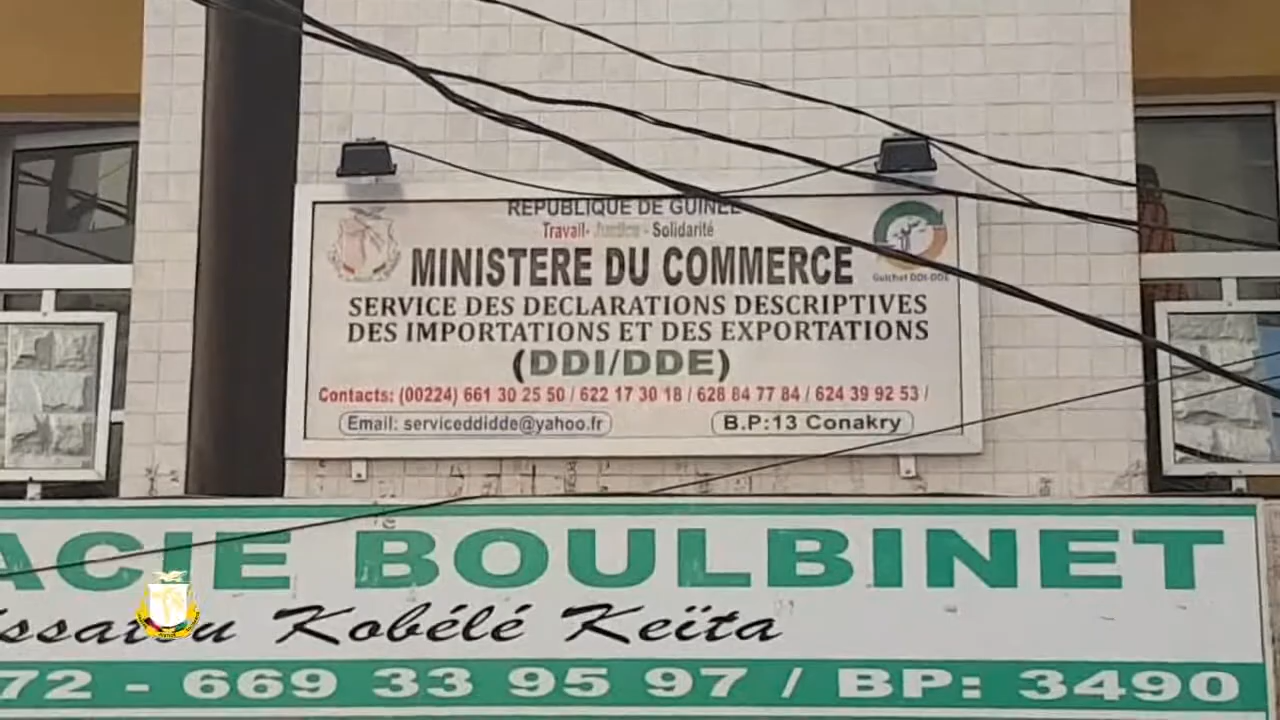 REPUBLIQUE DE GUINEE
Travail- Justice - Solidarité
MINISTERE DU COMMERCE
Guichet DDI-DDE
SERVICE DES DECLARATIONS DESCRIPTIVES
DES IMPORTATIONS ET DES EXPORTATIONS
(DDI/DDE)
Contacts: (00224) 661 30 25 50 / 622 17 30 18 / 628 84 77 84 / 624 39 92 53 /
Email: serviceddidde@yahoo.fr
B.P:13 Conakry
ACIE BOULBINET
Kobélé Keïta
72 - 669 33 95 97 / BP: 3490